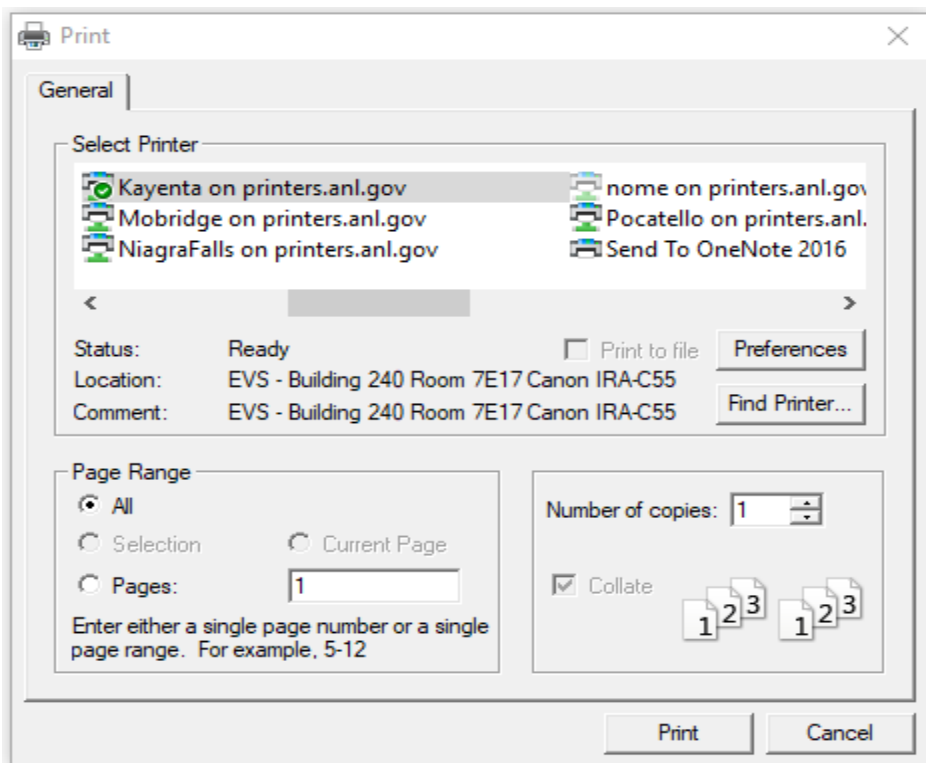 Print
General
Select Printer
Kayenta on printers.anl.gov
nome on printers.anl.gov
Mobridge on printers.anl.gov
Pocatello on printers.anl.
NiagraFalls on printers.anl.gov
Send To OneNote 2016
Status: Ready
Print to file
Preferences
Location: EVS - Building 240 Room 7E17 Canon IRA-C55
Comment: EVS - Building 240 Room 7E17 Canon IRA-C55
Find Printer...
Page Range
All
Selection
Current Page
Pages: 1
Enter either a single page number or a single
page range.  For example, 5-12
Number of copies: 1
Collate
1 2 3 1 2 3
Print
Cancel